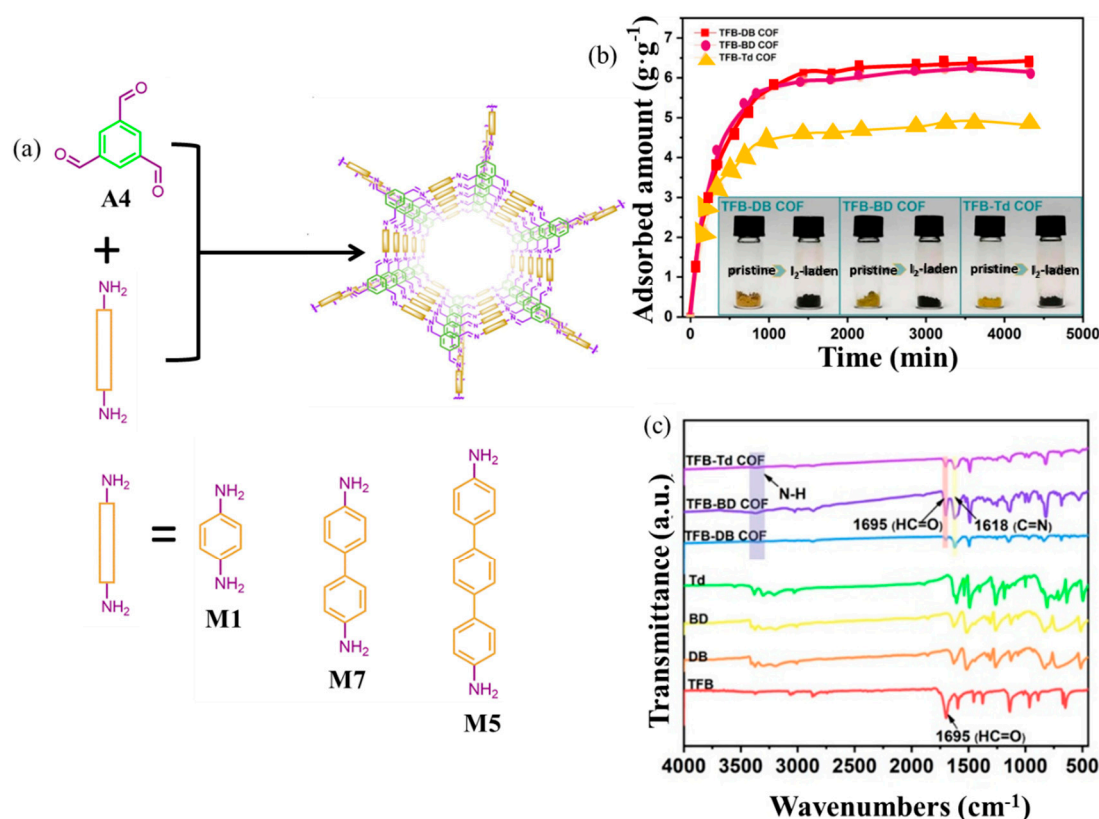 (a)
O
O
O
A4
+
NH2
NH2
NH2
NH2
=
NH2
NH2
M1
NH2
NH2
M7
NH2
NH2
M5
(b)
Adsorbed amount (g·g-1)
7
6
5
4
3
2
1
0
TFB-DB COF
TFB-BD COF
TFB-Td COF
TFB-DB COF
pristine
I2-laden
TFB-BD COF
pristine
I2-laden
TFB-Td COF
pristine
I2-laden
0 1000 2000 3000 4000 5000
Time (min)
(c)
Transmittance (a.u.)
TFB-Td COF
N-H
TFB-BD COF
1695 (HC=O)
1618 (C=N)
TFB-DB COF
Td
BD
DB
TFB
1695 (HC=O)
4000 3500 3000 2500 2000 1500 1000 500
Wavenumbers (cm-1)